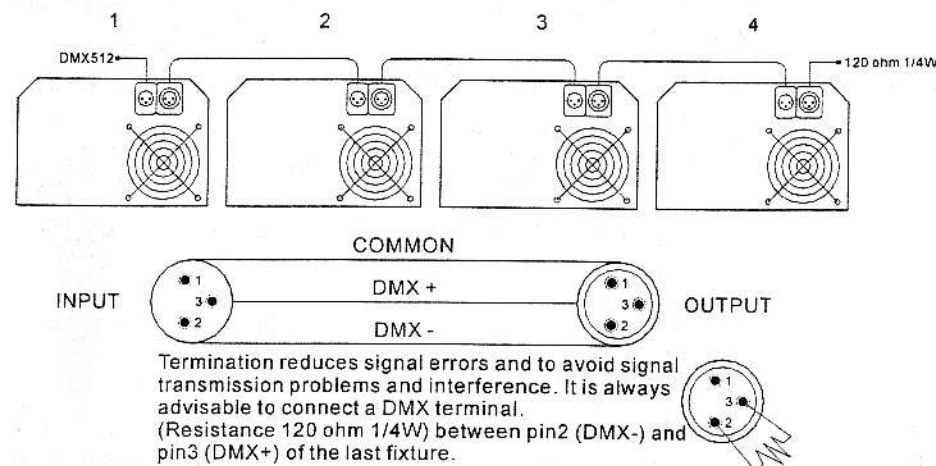 1 2 3 4
DMX512
120 ohm 1/4W
COMMON
INPUT
1
3
2
DMX +
DMX -
1
3
2
OUTPUT
Termination reduces signal errors and to avoid signal
transmission problems and interference. It is always
advisable to connect a DMX terminal.
(Resistance 120 ohm 1/4W) between pin2 (DMX-) and
pin3 (DMX+) of the last fixture.
1
3
2